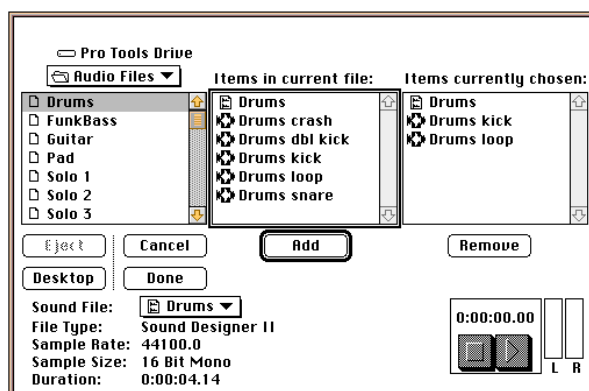 Pro Tools Drive
Audio Files
Items in current file:
Items currently chosen:
Drums
FunkBass
Guitar
Pad
Solo 1
Solo 2
Solo 3
Drums
Drums crash
Drums dbl kick
Drums kick
Drums loop
Drums snare
Drums
Drums kick
Drums loop
Eject
Cancel
Add
Remove
Desktop
Done
Sound File: Drums
File Type: Sound Designer II
Sample Rate: 44100.0
Sample Size: 16 Bit Mono
Duration: 0:00:04.14
0:00:00.00
L R